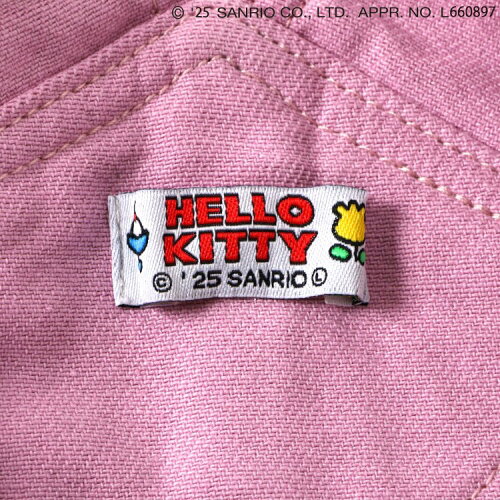 © '25 SANRIO CO., LTD. APPR. NO. L660897
HELLO
KITTY
© '25 SANRIO Ⓛ